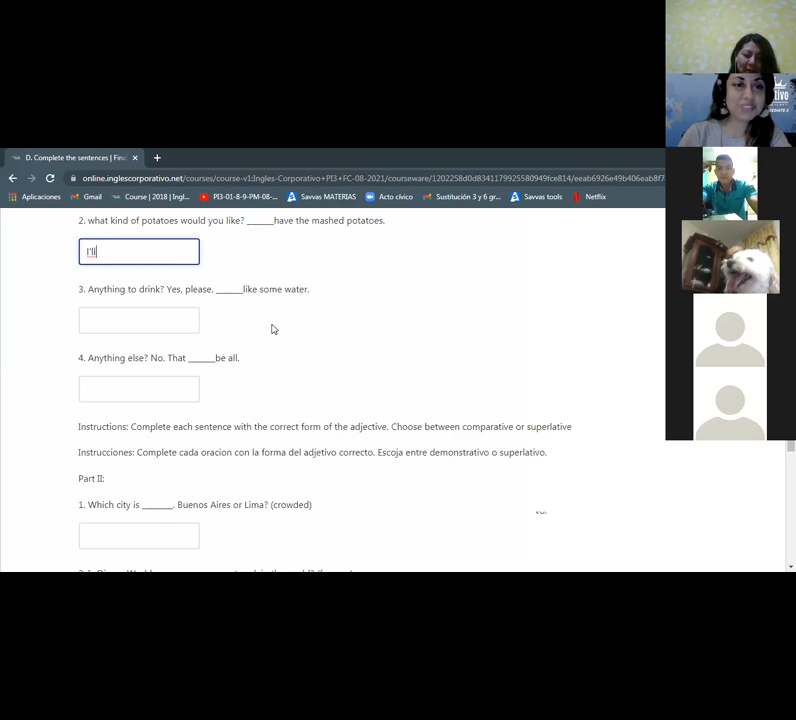 D. Complete the sentences | Fina
online.inglescorporativo.net/courses/course-v1:Ingles-Corporativo+PI3+FC-08-2021/courseware/1202258d0d8341179925580949fce814/eeab6926e49b406eab8f7
Aplicaciones Gmail Course | 2018 | Ingl... PI3-01-8-9-PM-08-... Savvas MATERIAS Acto cívico Sustitución 3 y 6 gr... Savvas tools Netflix
2. what kind of potatoes would you like? ______have the mashed potatoes.
I'li
3. Anything to drink? Yes, please. ______like some water.
4. Anything else? No. That ______be all.
Instructions: Complete each sentence with the correct form of the adjective. Choose between comparative or superlative
Instrucciones: Complete cada oracion con la forma del adjetivo correcto. Escoja entre demonstrativo o superlativo.
Part II:
1. Which city is _______. Buenos Aires or Lima? (crowded)